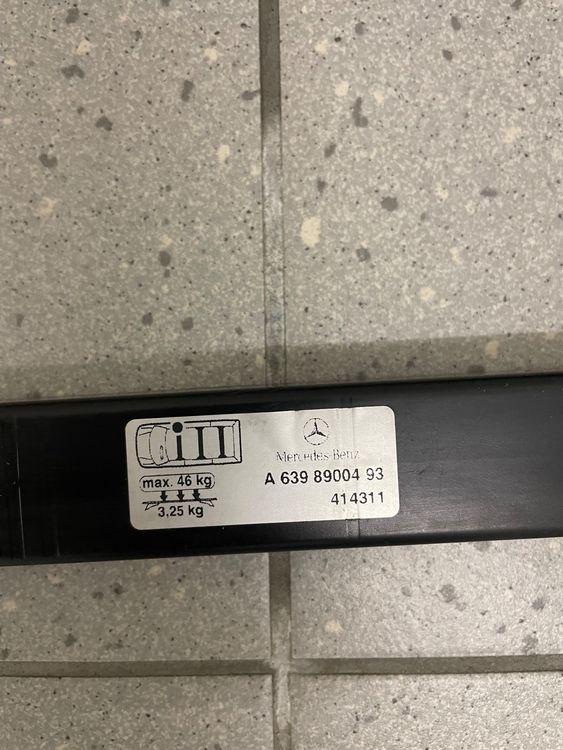 i
max. 46 kg
3,25 kg
Mercedes-Benz
A 639 89004 93
414311